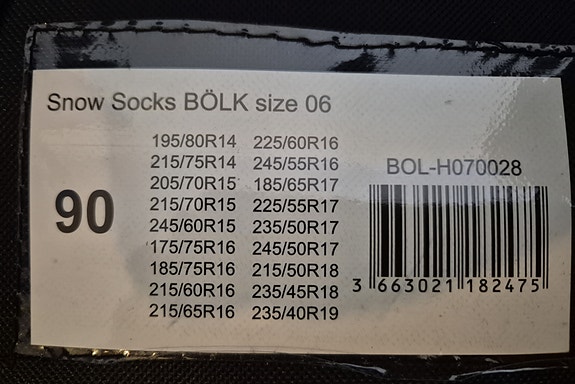 Snow Socks BÖLK size 06
90
195/80R14 225/60R16
215/75R14 245/55R16
205/70R15 185/65R17
215/70R15 225/55R17
245/60R15 235/50R17
175/75R16 245/50R17
185/75R16 215/50R18
215/60R16 235/45R18
215/65R16 235/40R19
BOL-H070028
3 663021 182475